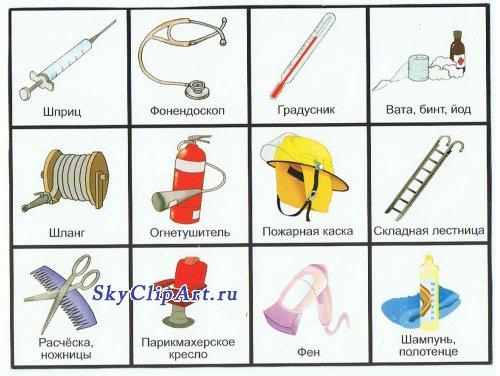 Шприц
Фонендоскоп
Градусник
Вата, бинт, йод
Шланг
Огнетушитель
Пожарная каска
Складная лестница
SkyClipArt.ru
Расчёска,
ножницы
Парикмахерское
кресло
Фен
Шампунь,
полотенце